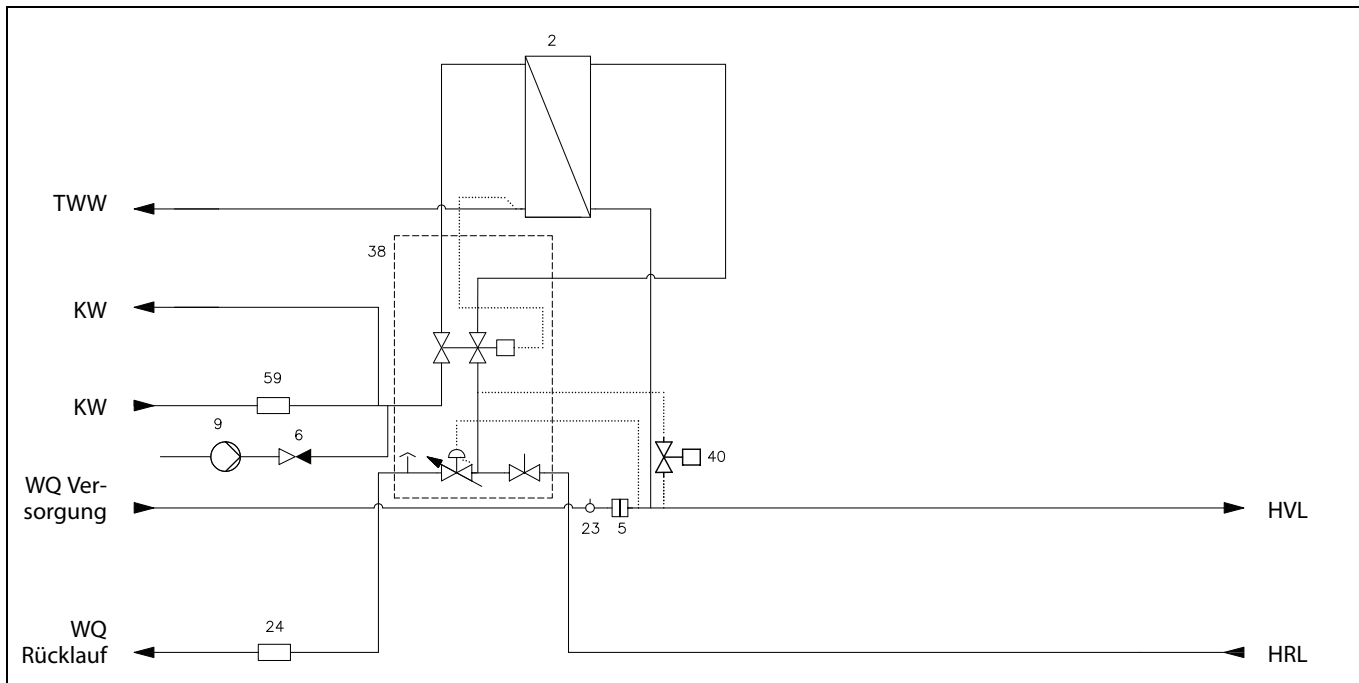 2
TWW
38
KW
59
KW
9
6
40
WQ Ver-
sorgung
23
5
HVL
24
WQ
Rücklauf
HRL